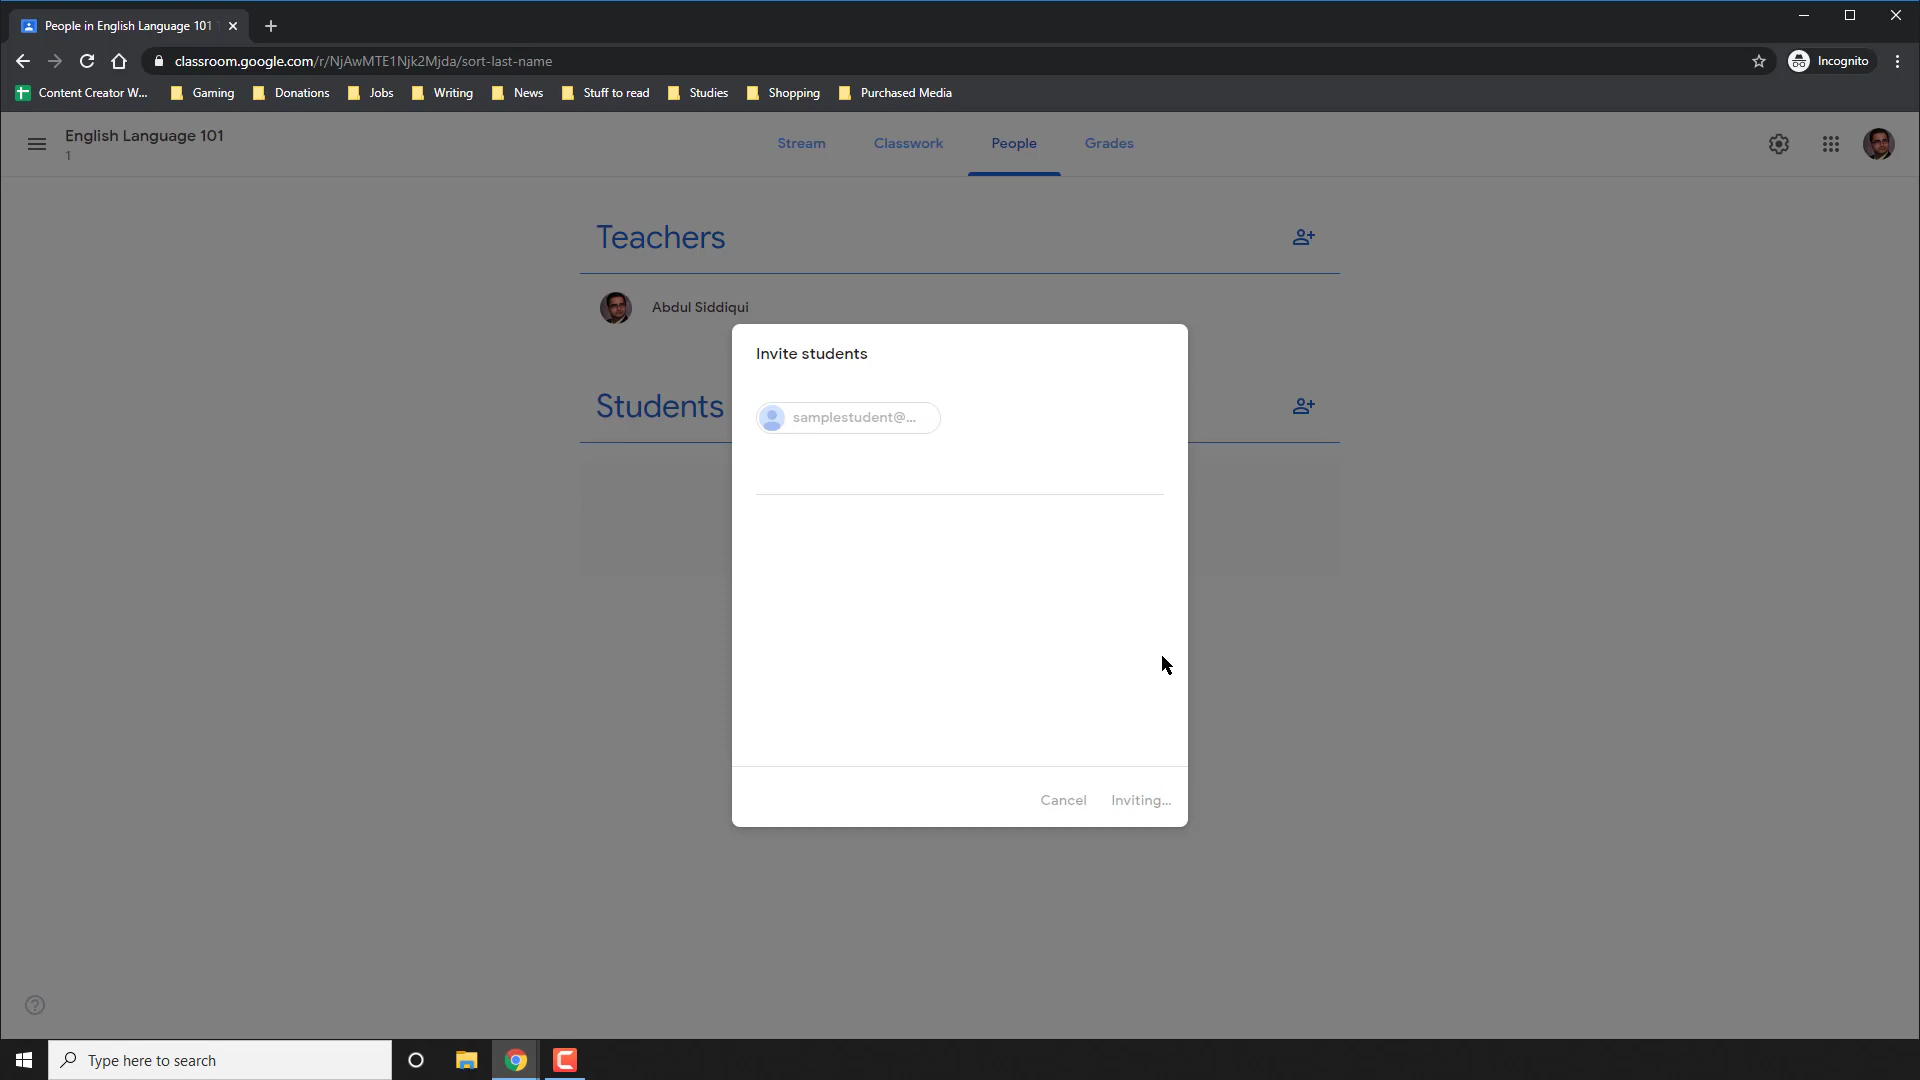 People in English Language 101
classroom.google.com/r/NjAwMTE1Njk2Mjda/sort-last-name
Incognito
Content Creator W...
Gaming
Donations
Jobs
Writing
News
Stuff to read
Studies
Shopping
Purchased Media
English Language 101
1
Stream
Classwork
People
Grades
Teachers
Abdul Siddiqui
Students
Invite students
samplestudent@...
Cancel
Inviting...
Type here to search